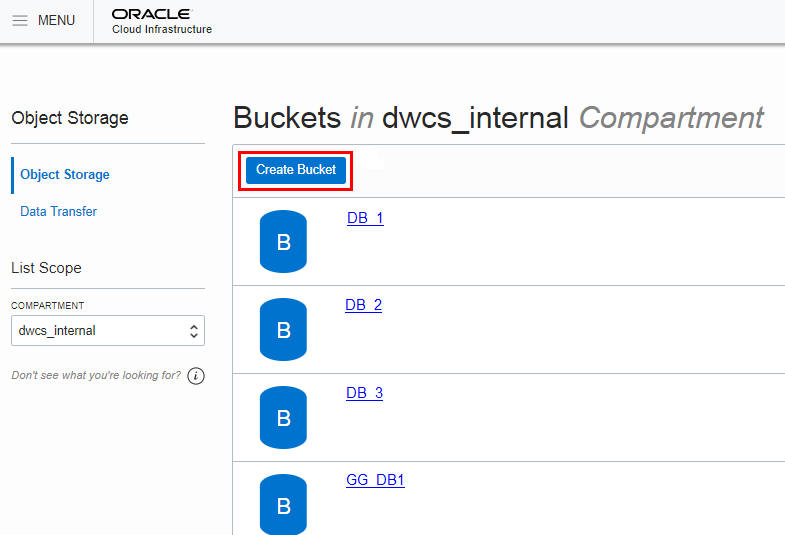 MENU
ORACLE
Cloud Infrastructure
Object Storage
Object Storage
Data Transfer
List Scope
COMPARTMENT
dwcs_internal
Don't see what you're looking for? i
Buckets in dwcs_internal Compartment
Create Bucket
B DB_1
B DB_2
B DB_3
B GG_DB1